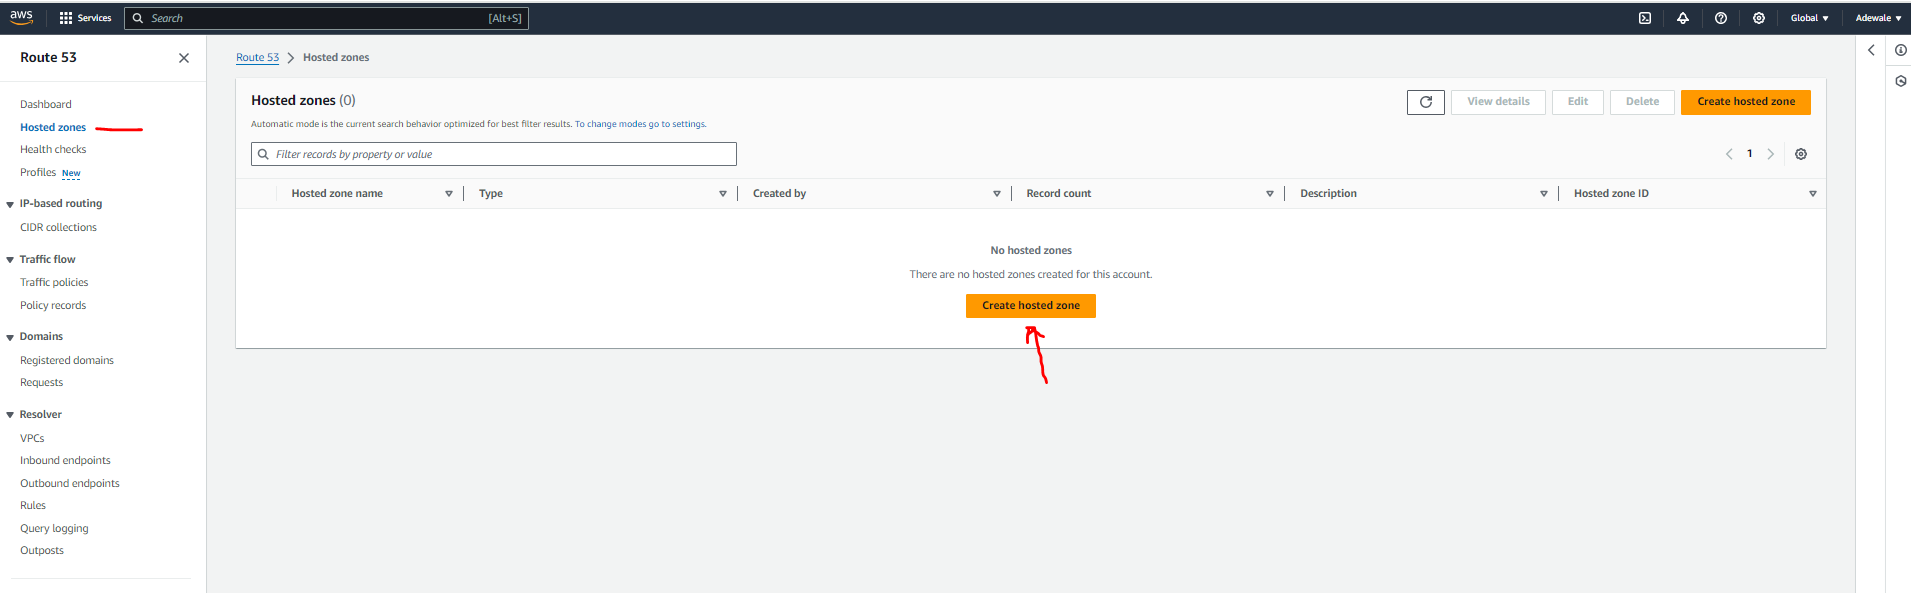 aws Services Search [Alt+S] Global Adewale
Route 53
Dashboard
Hosted zones
Health checks
Profiles New
IP-based routing
CIDR collections
Traffic flow
Traffic policies
Policy records
Domains
Registered domains
Requests
Resolver
VPCs
Inbound endpoints
Outbound endpoints
Rules
Query logging
Outposts
Route 53 Hosted zones
Hosted zones (0)
View details Edit Delete Create hosted zone
Automatic mode is the current search behavior optimized for best filter results. To change modes go to settings.
Filter records by property or value
1
Hosted zone name Type Created by Record count Description Hosted zone ID
No hosted zones
There are no hosted zones created for this account.
Create hosted zone